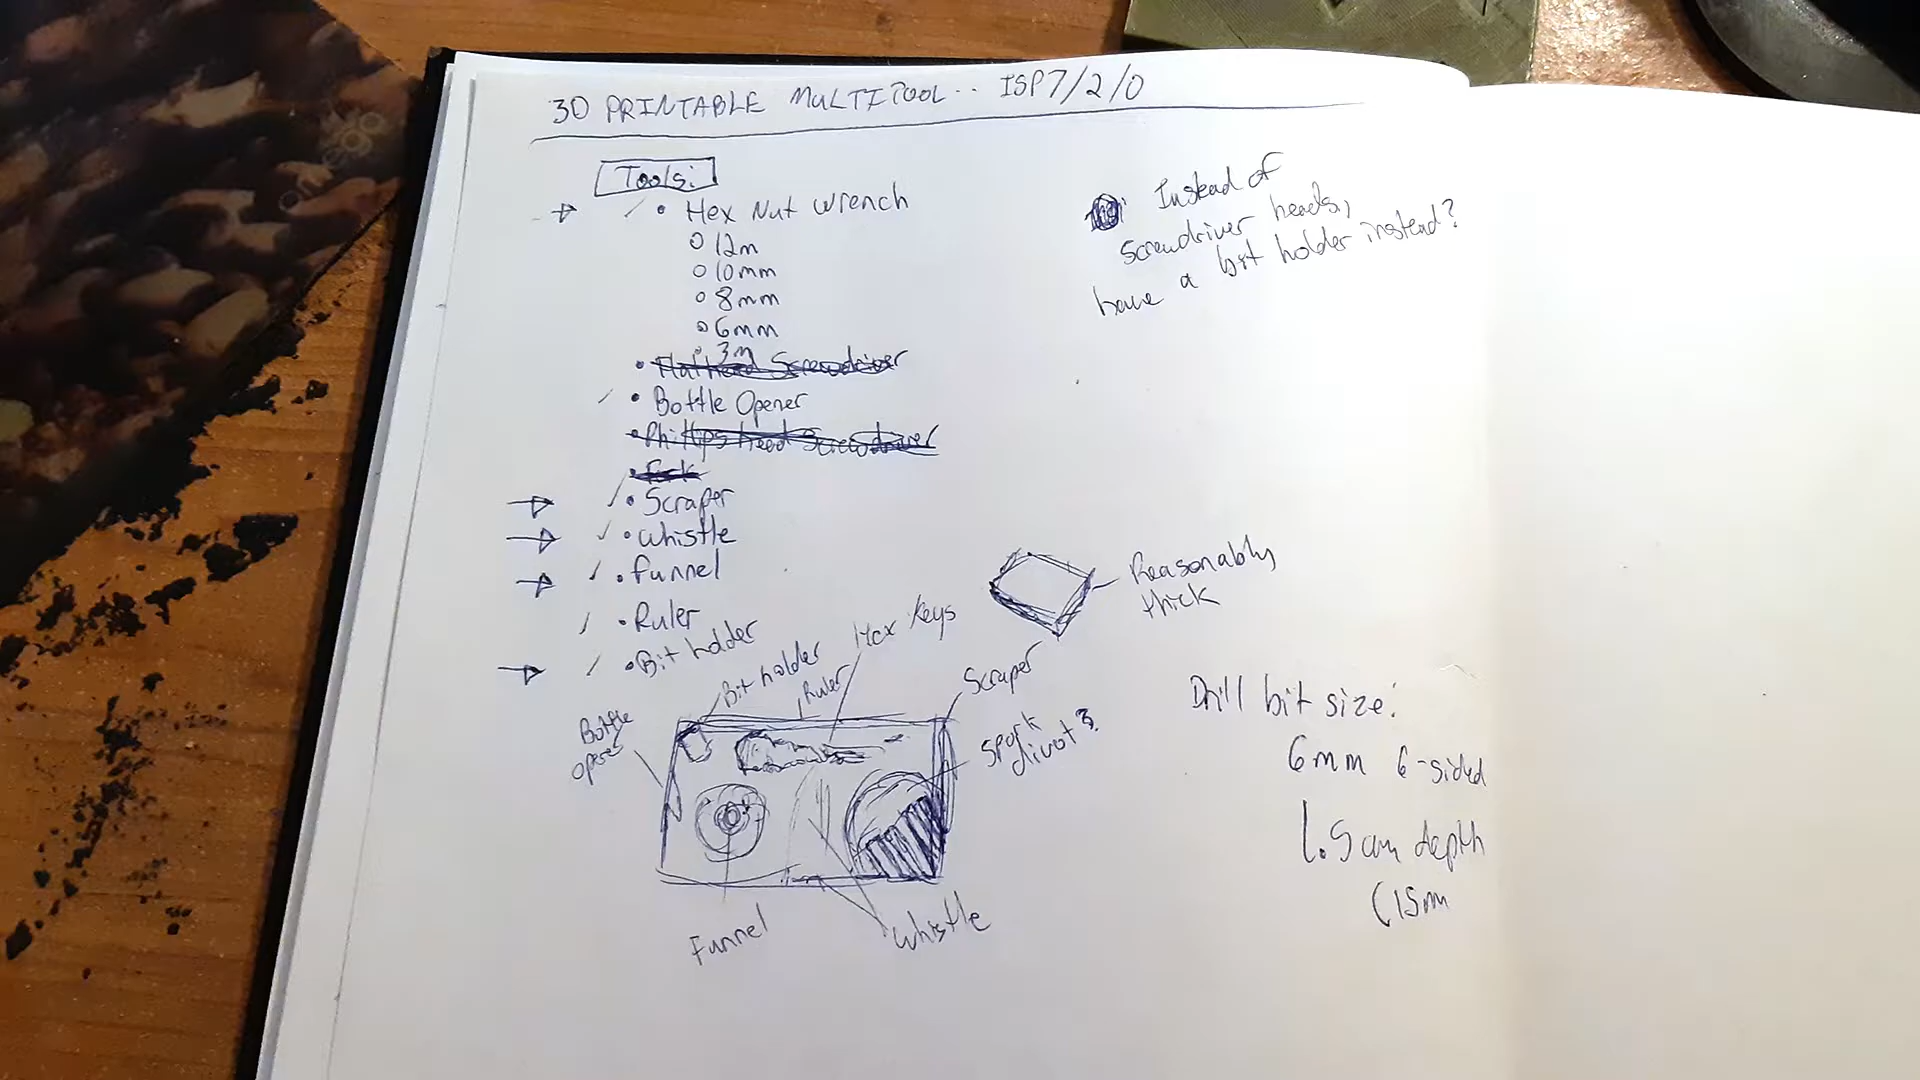 3D PRINTABLE MULTITOOL.. ISP7/2/0
Tools:
• Hex Nut Wrench
○ 12m
○ 10mm
○ 8mm
○ 6mm
○ 3m
• Flathead Screwdriver
• Bottle Opener
• Phillips head Screwdriver
• Scraper
• Whistle
• Funnel
• Ruler
• Bit holder
Instead of
Screwdriver heads,
have a bit holder instead?
Reasonably
thick
Bit holder
Ruler
Hex Keys
Scraper
Bottle
opener
Spork
divot?
Funnel
Whistle
Drill bit size:
6mm 6-sided
1.5cm depth
(15m